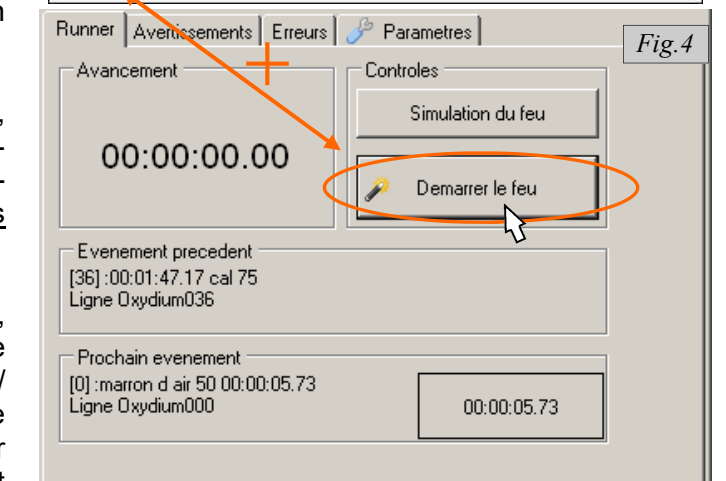 Runner Avertissements Erreurs Parametres
Fig.4
Avancement
00:00:00.00
Controles
Simulation du feu
Demarrer le feu
Evenement precedent
[36] :00:01:47.17 cal 75
Ligne Oxydium036
Prochain evenement
[0] :marron d air 50 00:00:05.73
Ligne Oxydium000
00:00:05.73